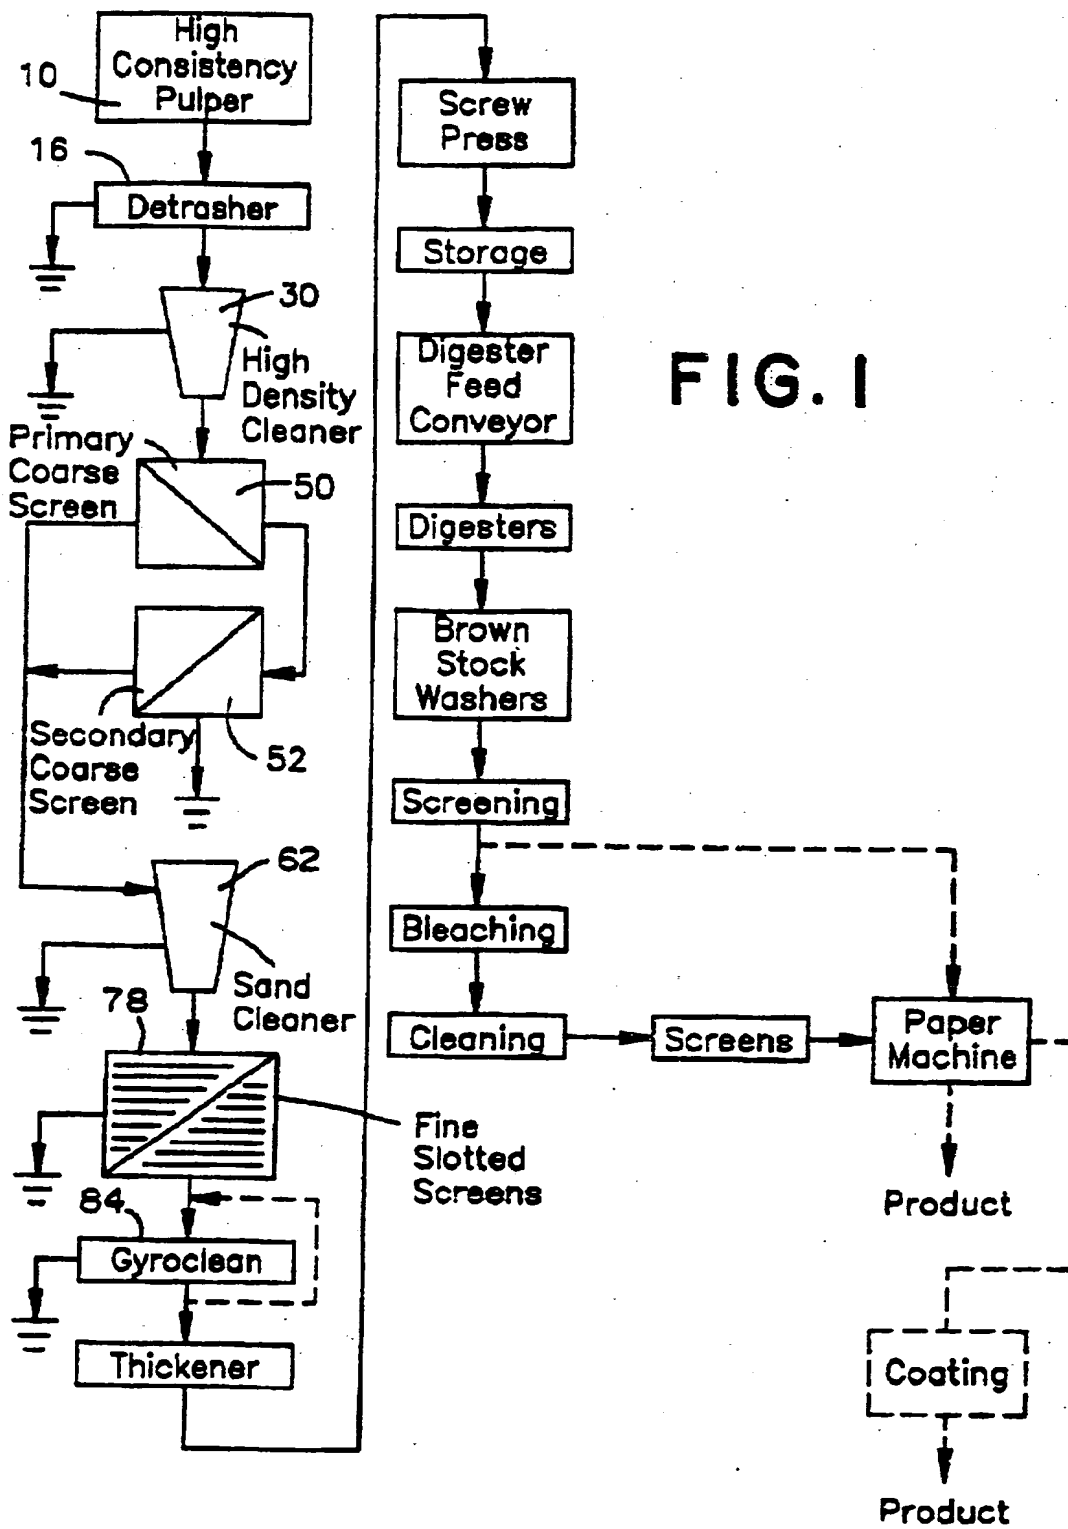 High
Consistency
Pulper
10
16
Detrasher
30
High
Density
Cleaner
Primary
Coarse
Screen
50
Secondary
Coarse
Screen
52
62
Sand
Cleaner
78
Fine
Slotted
Screens
84
Gyroclean
Thickener
Screw
Press
Storage
Digester
Feed
Conveyor
Digesters
Brown
Stock
Washers
Screening
Bleaching
Cleaning
Screens
Paper
Machine
Product
Coating
Product
FIG. 1